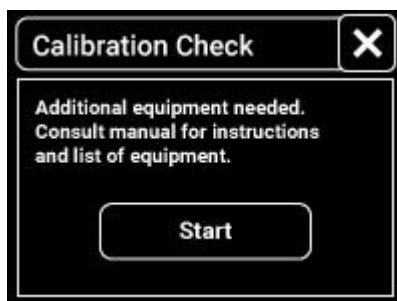 Calibration Check
Additional equipment needed.
Consult manual for instructions
and list of equipment.
Start